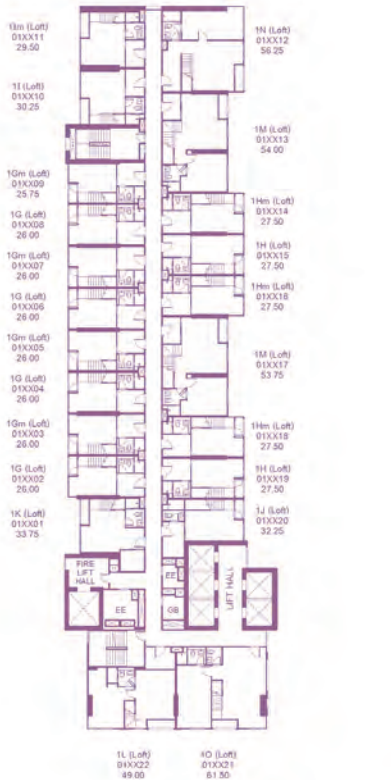 1Im (Loft)
01XX11
29.50
1I (Loft)
01XX10
30.25
1Gm (Loft)
01XX09
25.75
1G (Loft)
01XX08
26.00
1Gm (Loft)
01XX07
26.00
1G (Loft)
01XX06
26.00
1Gm (Loft)
01XX05
26.00
1G (Loft)
01XX04
26.00
1Gm (Loft)
01XX03
26.00
1G (Loft)
01XX02
26.00
1K (Loft)
01XX01
33.75
1N (Loft)
01XX12
56.25
1M (Loft)
01XX13
54.00
1Hm (Loft)
01XX14
27.50
1H (Loft)
01XX15
27.50
1Hm (Loft)
01XX16
27.50
1M (Loft)
01XX17
53.75
1Hm (Loft)
01XX18
27.50
1H (Loft)
01XX19
27.50
1J (Loft)
01XX20
32.25
FIRE
LIFT
HALL
EE
EE
GB
LIFT HALL
1L (Loft)
01XX22
49.00
1O (Loft)
01XX21
61.50